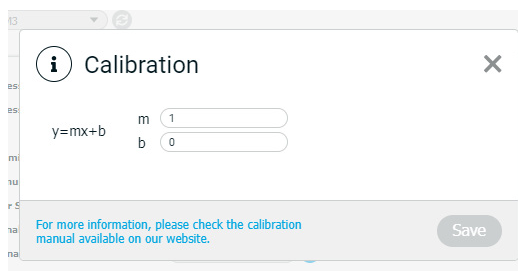 Calibration
y=mx+b
m 1
b 0
For more information, please check the calibration
manual available on our website.
Save